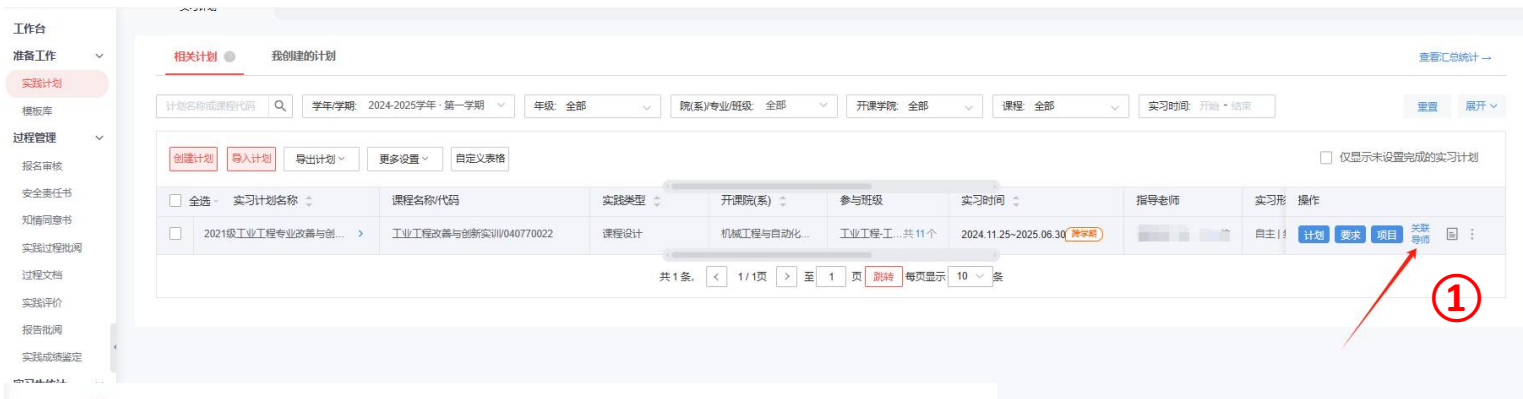 工作台
准备工作
实践计划
模板库
过程管理
报名审核
安全责任书
知情同意书
实践过程批阅
过程文档
实践评价
报告批阅
实践成绩鉴定
相关计划 我创建的计划 查看汇总统计→
计划名称或课程代码 学年/学期: 2024-2025学年 · 第一学期 年级: 全部 院(系)/专业/班级: 全部 开课学院: 全部 课程: 全部 实习时间: 开始 - 结束 重置 展开
创建计划 导入计划 导出计划 更多设置 自定义表格 仅显示未设置完成的实习计划
全选 实习计划名称 课程名称/代码 实践类型 开课院(系) 参与班级 实习时间 指导老师 实习形 操作
2021级工业工程专业改善与创... 工业工程改善与创新实训/040770022 课程设计 机械工程与自动化... 工业工程-工...共11个 2024.11.25~2025.06.30 跨学期 自主 计划 要求 项目 关联导师
共1条, 1/1页 至 1 页 跳转 每页显示 10 条
①